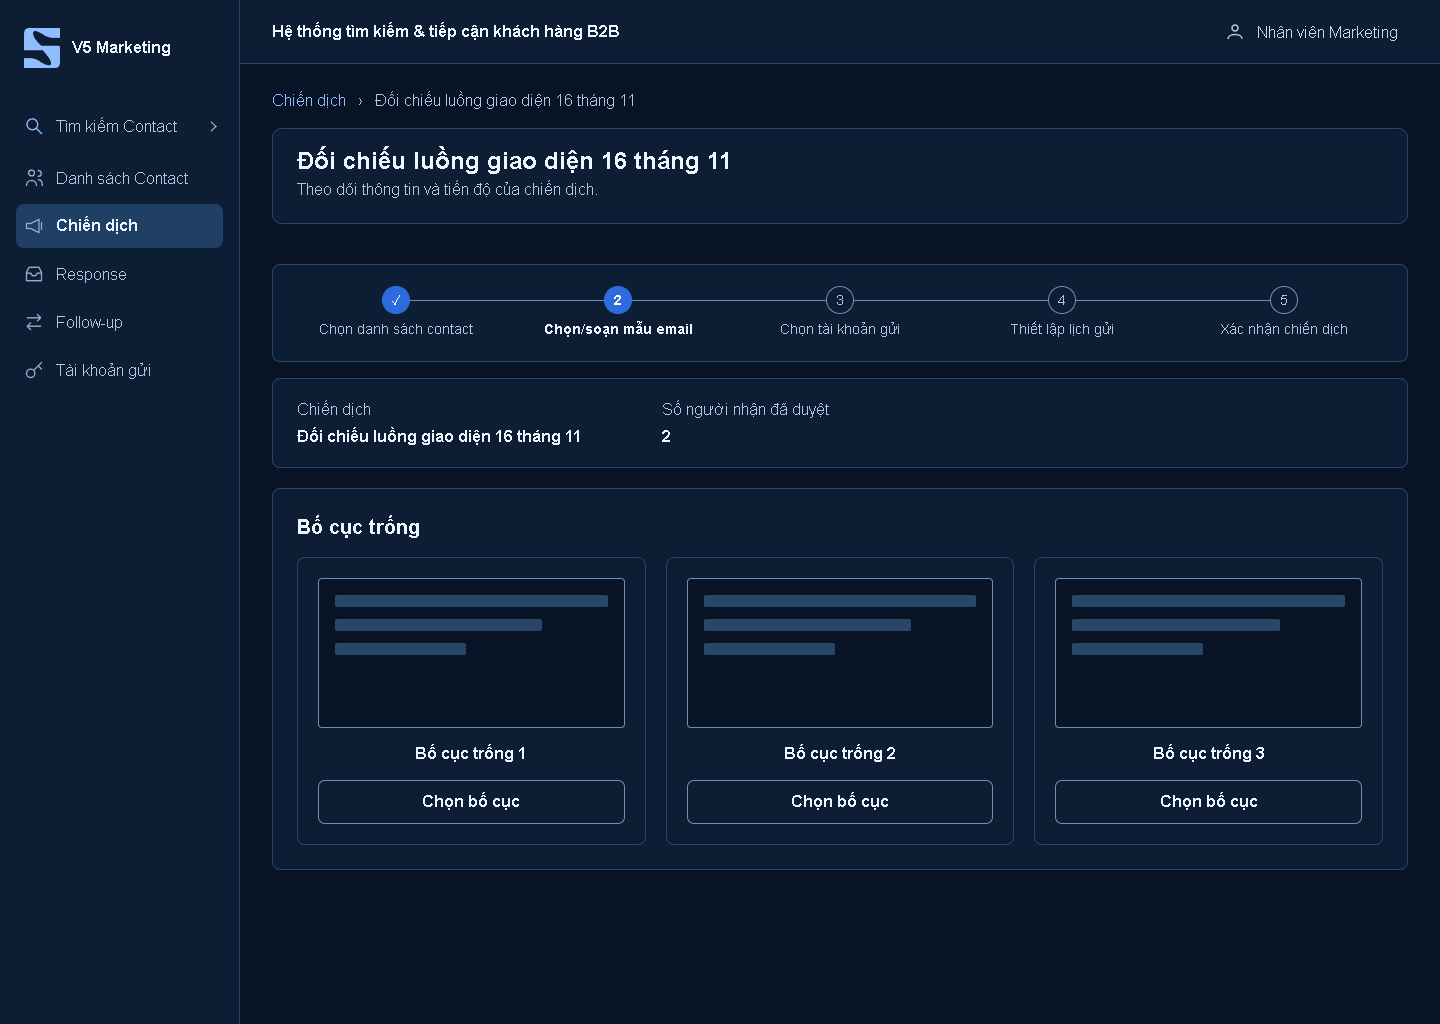 V5 Marketing
Hệ thống tìm kiếm & tiếp cận khách hàng B2B
Nhân viên Marketing
Tìm kiếm Contact
Danh sách Contact
Chiến dịch
Response
Follow-up
Tài khoản gửi
Chiến dịch › Đối chiếu luồng giao diện 16 tháng 11
Đối chiếu luồng giao diện 16 tháng 11
Theo dõi thông tin và tiến độ của chiến dịch.
✓ 2 3 4 5
Chọn danh sách contact Chọn/soạn mẫu email Chọn tài khoản gửi Thiết lập lịch gửi Xác nhận chiến dịch
Chiến dịch Số người nhận đã duyệt
Đối chiếu luồng giao diện 16 tháng 11 2
Bố cục trống
Bố cục trống 1 Bố cục trống 2 Bố cục trống 3
Chọn bố cục Chọn bố cục Chọn bố cục